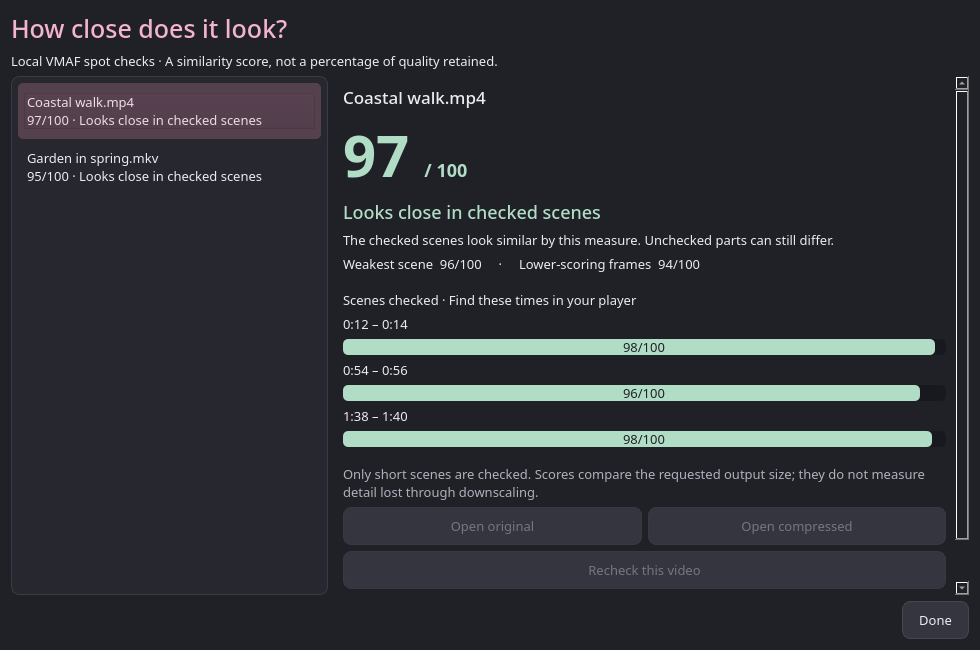 How close does it look?
Local VMAF spot checks · A similarity score, not a percentage of quality retained.
Coastal walk.mp4
97/100 · Looks close in checked scenes
Garden in spring.mkv
95/100 · Looks close in checked scenes
Coastal walk.mp4
97 / 100
Looks close in checked scenes
The checked scenes look similar by this measure. Unchecked parts can still differ.
Weakest scene 96/100 · Lower-scoring frames 94/100
Scenes checked · Find these times in your player
0:12 – 0:14
98/100
0:54 – 0:56
96/100
1:38 – 1:40
98/100
Only short scenes are checked. Scores compare the requested output size; they do not measure
detail lost through downscaling.
Open original Open compressed
Recheck this video
Done